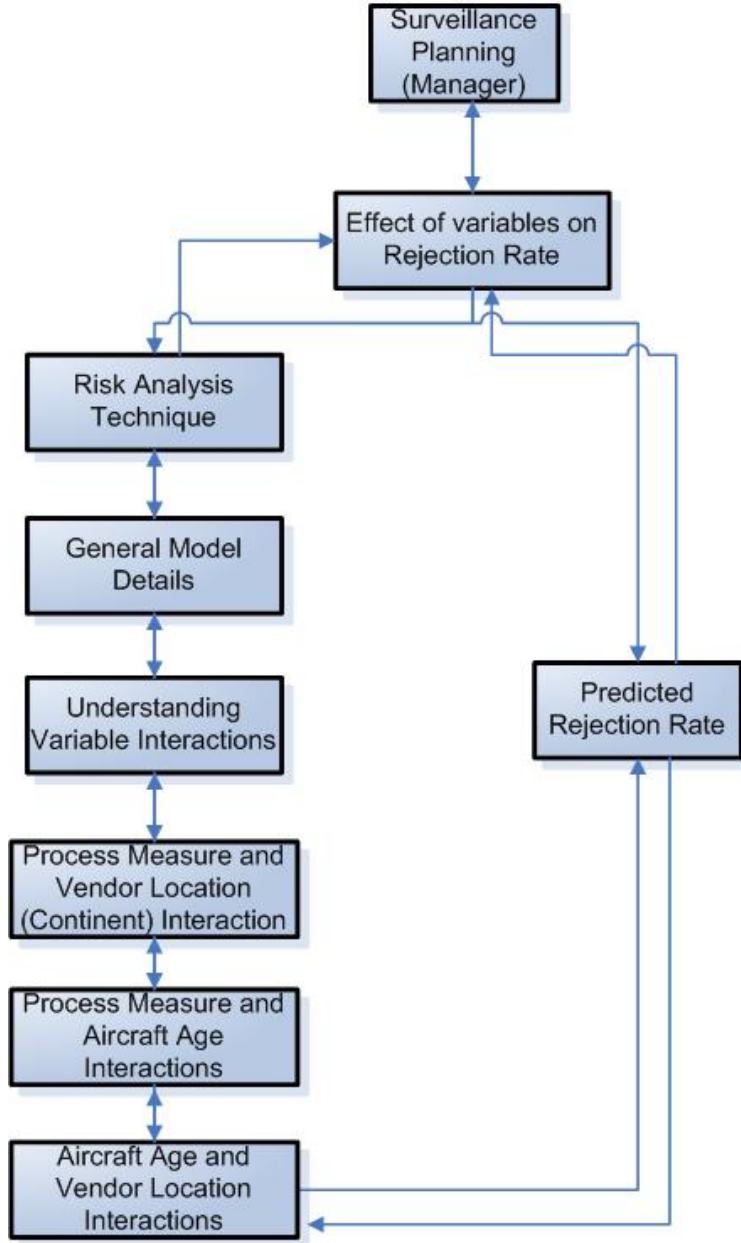 Surveillance
Planning
(Manager)
Effect of variables on
Rejection Rate
Risk Analysis
Technique
General Model
Details
Understanding
Variable Interactions
Predicted
Rejection Rate
Process Measure and
Vendor Location
(Continent) Interaction
Process Measure and
Aircraft Age
Interactions
Aircraft Age and
Vendor Location
Interactions